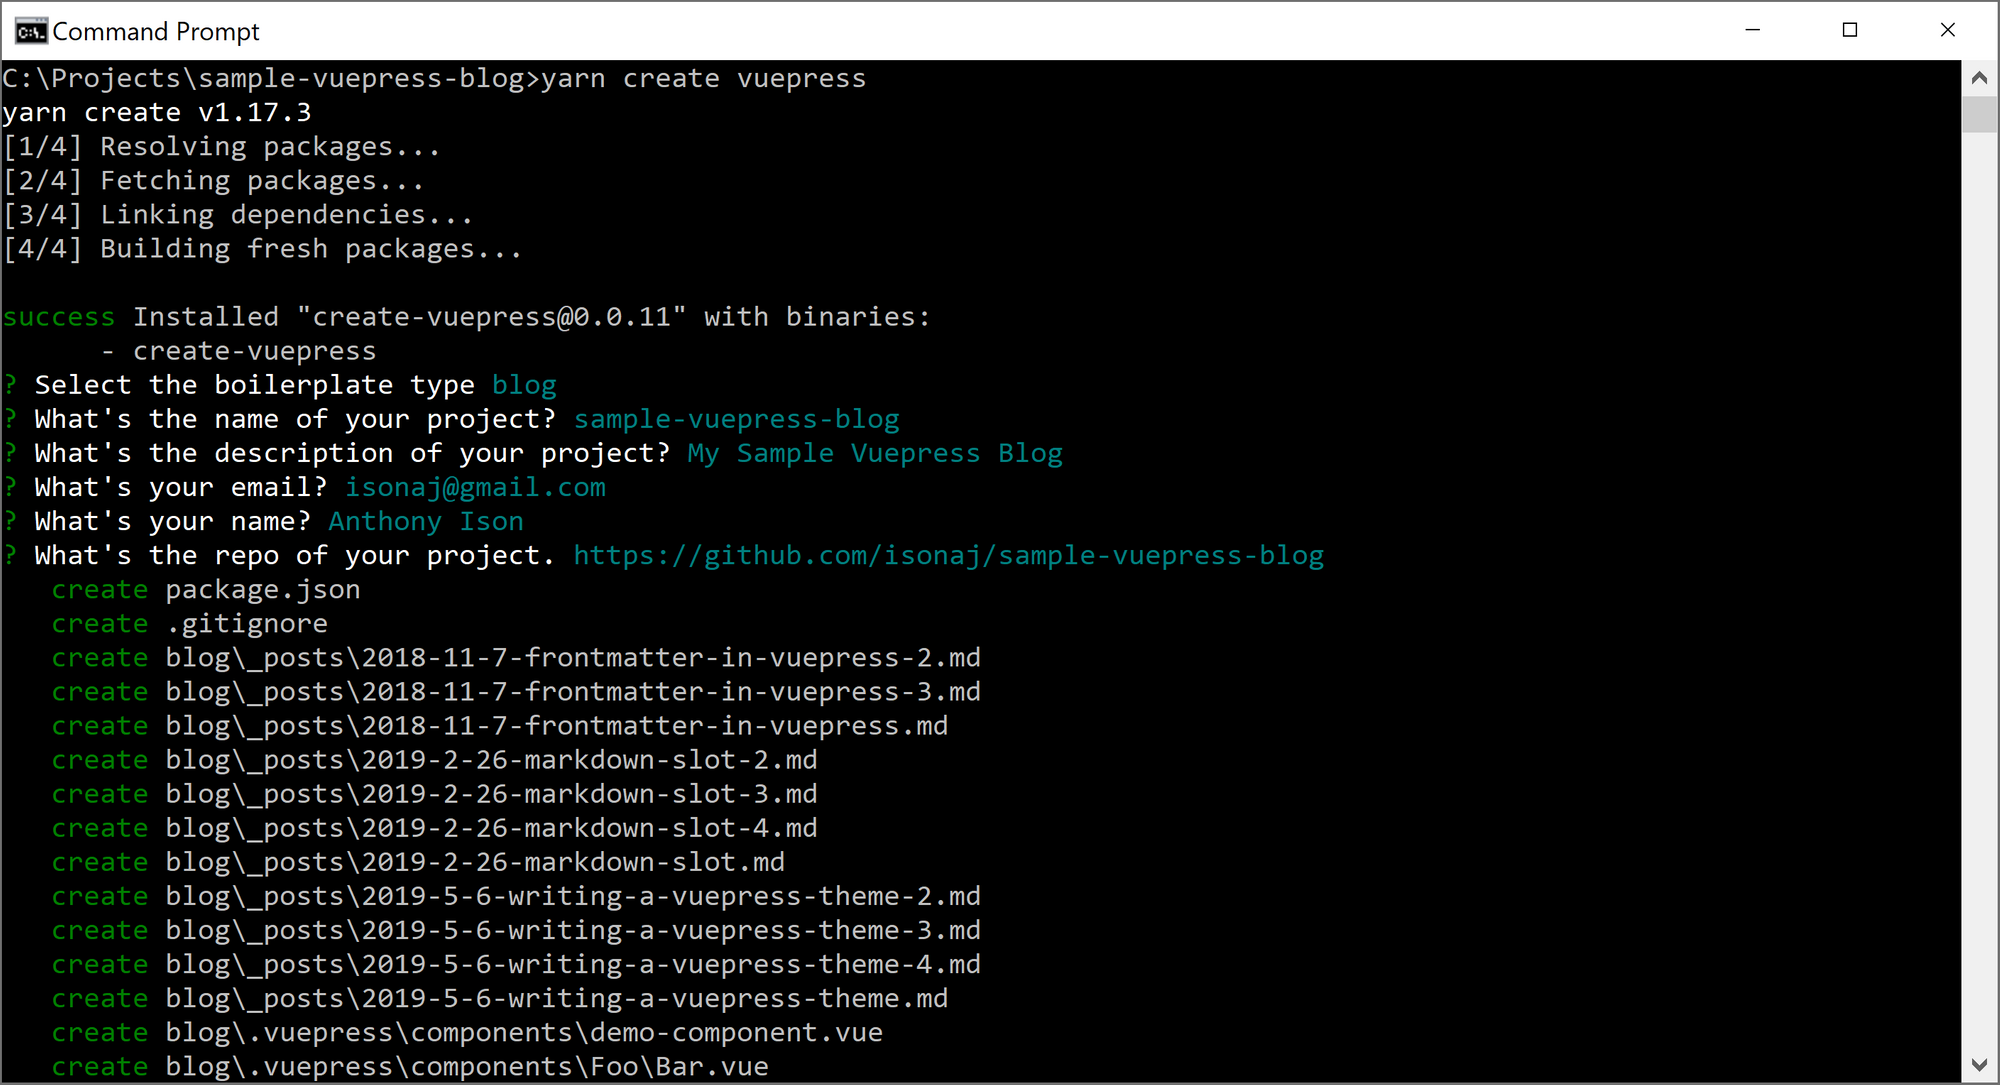 Command Prompt
C:\Projects\sample-vuepress-blog>yarn create vuepress
yarn create v1.17.3
[1/4] Resolving packages...
[2/4] Fetching packages...
[3/4] Linking dependencies...
[4/4] Building fresh packages...
success Installed "create-vuepress@0.0.11" with binaries:
- create-vuepress
? Select the boilerplate type blog
? What's the name of your project? sample-vuepress-blog
? What's the description of your project? My Sample Vuepress Blog
? What's your email? isonaj@gmail.com
? What's your name? Anthony Ison
? What's the repo of your project. https://github.com/isonaj/sample-vuepress-blog
create package.json
create .gitignore
create blog\_posts\2018-11-7-frontmatter-in-vuepress-2.md
create blog\_posts\2018-11-7-frontmatter-in-vuepress-3.md
create blog\_posts\2018-11-7-frontmatter-in-vuepress.md
create blog\_posts\2019-2-26-markdown-slot-2.md
create blog\_posts\2019-2-26-markdown-slot-3.md
create blog\_posts\2019-2-26-markdown-slot-4.md
create blog\_posts\2019-2-26-markdown-slot.md
create blog\_posts\2019-5-6-writing-a-vuepress-theme-2.md
create blog\_posts\2019-5-6-writing-a-vuepress-theme-3.md
create blog\_posts\2019-5-6-writing-a-vuepress-theme-4.md
create blog\_posts\2019-5-6-writing-a-vuepress-theme.md
create blog\.vuepress\components\demo-component.vue
create blog\.vuepress\components\Foo\Bar.vue